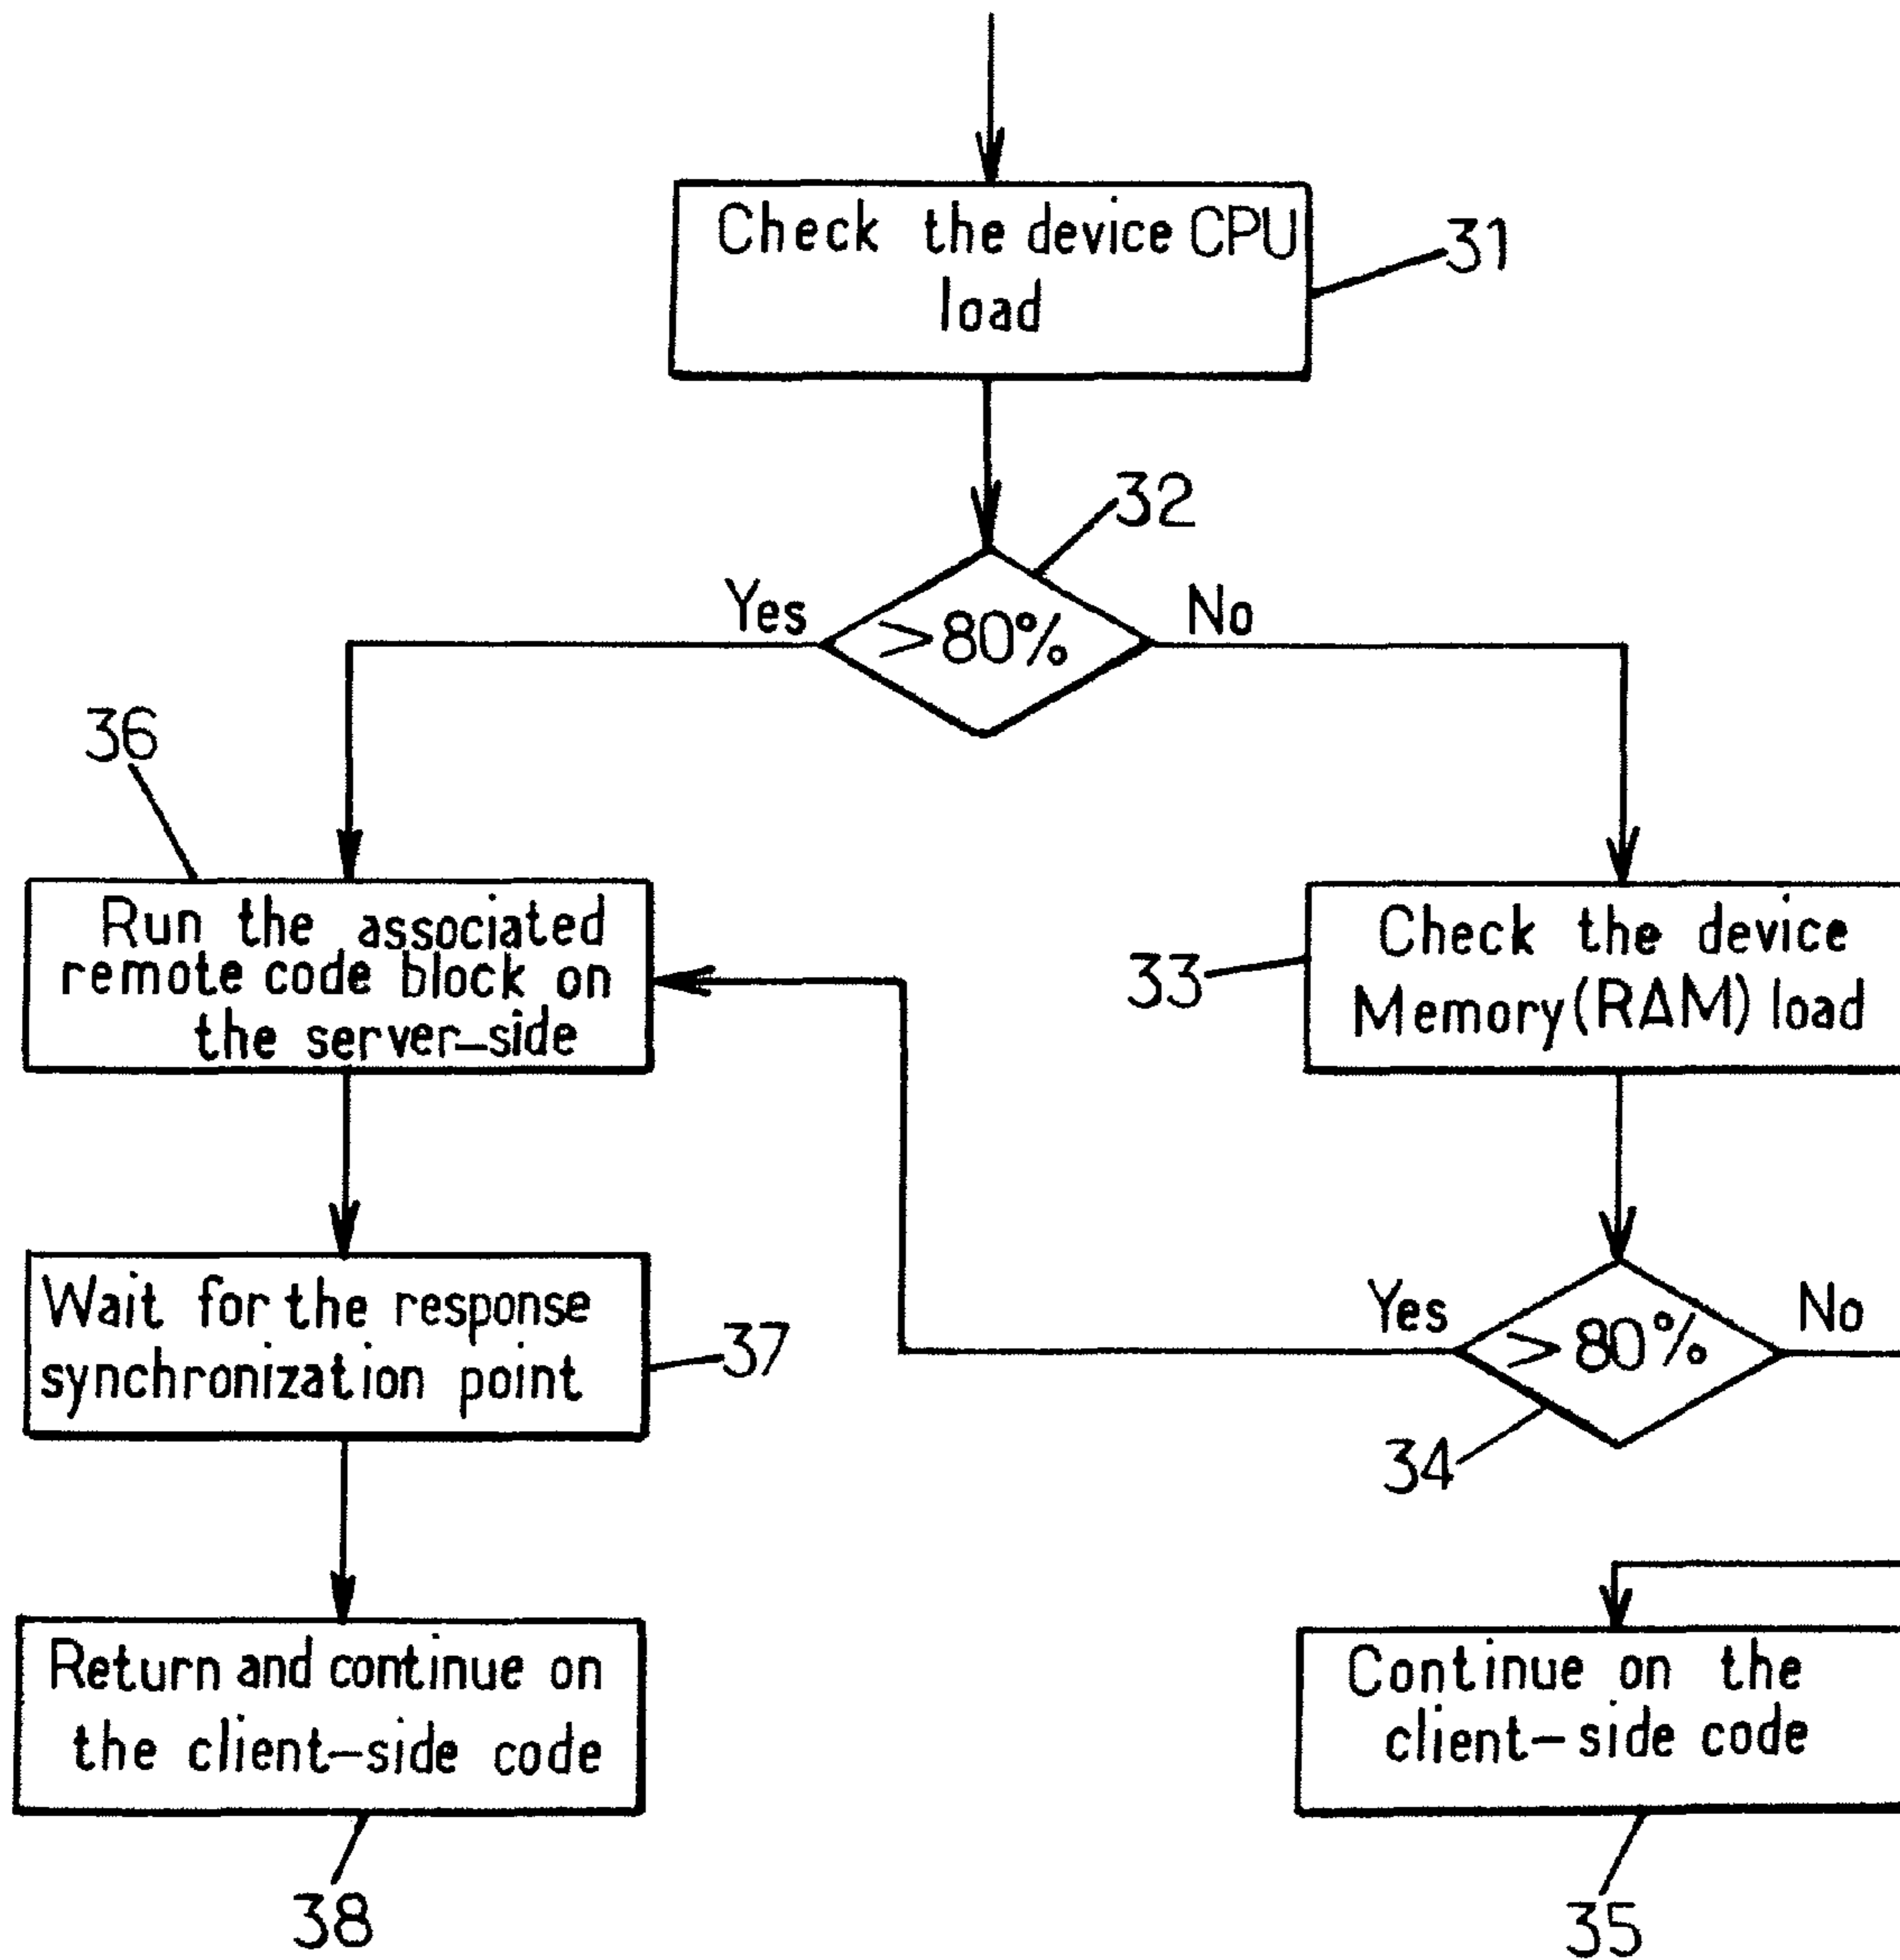 Check the device CPU
load
31
32
Yes
>80%
No
36
Run the associated
remote code block on
the server-side
33
Check the device
Memory (RAM) load
Wait for the response
synchronization point
37
Yes
>80%
No
34
Return and continue on
the client-side code
38
Continue on the
client-side code
35